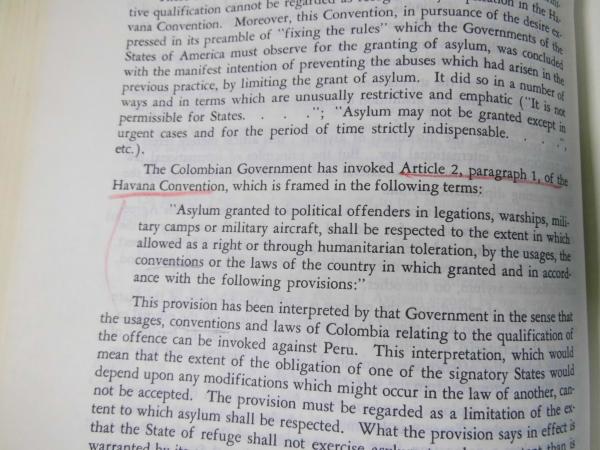 tive qualification cannot be regarded as
in the Ha-
vana Convention. Moreover, this Convention, in pursuance of the desire ex-
pressed in its preamble of "fixing the rules" which the Governments of the
States of America must observe for the granting of asylum, was concluded
with the manifest intention of preventing the abuses which had arisen in the
previous practice, by limiting the grant of asylum. It did so in a number of
ways and in terms which are unusually restrictive and emphatic ("It is not
permissible for States. . . ."; "Asylum may not be granted except in
urgent cases and for the period of time strictly indispensable. . . .",
etc.).
The Colombian Government has invoked Article 2, paragraph 1, of the
Havana Convention, which is framed in the following terms:
"Asylum granted to political offenders in legations, warships, mili-
tary camps or military aircraft, shall be respected to the extent in which
allowed as a right or through humanitarian toleration, by the usages, the
conventions or the laws of the country in which granted and in accord-
ance with the following provisions:"
This provision has been interpreted by that Government in the sense that
the usages, conventions and laws of Colombia relating to the qualification of
the offence can be invoked against Peru. This interpretation, which would
mean that the extent of the obligation of one of the signatory States would
depend upon any modifications which might occur in the law of another, can-
not be accepted. The provision must be regarded as a limitation of the ex-
tent to which asylum shall be respected. What the provision says in effect is
that the State of refuge shall not exercise
than is
warranted by its